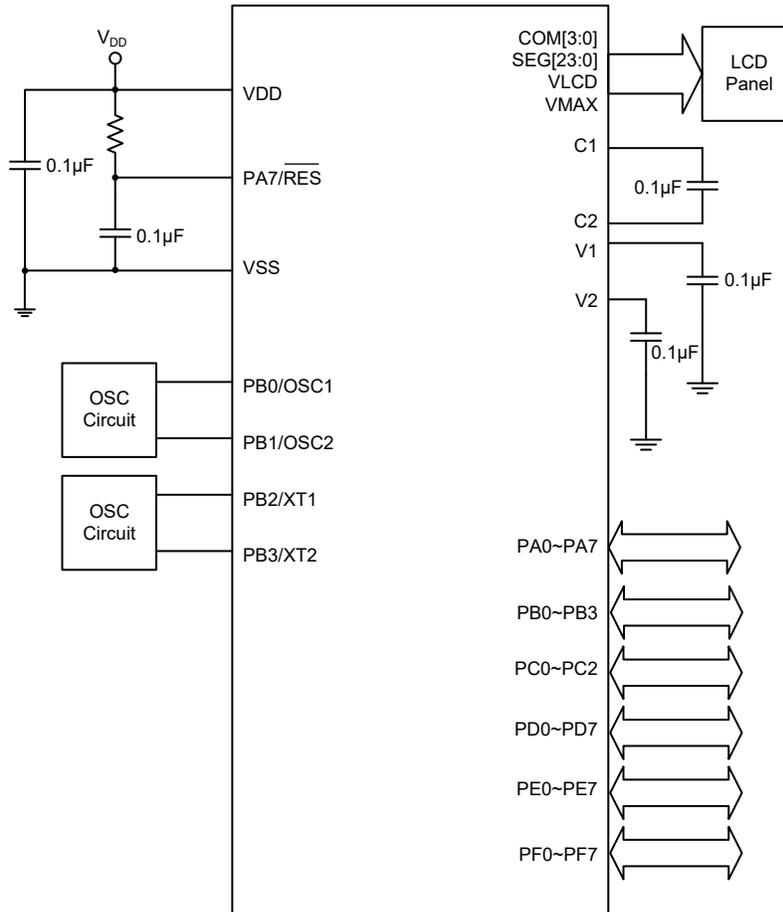 V_DD
VDD
0.1μF
PA7/R̅E̅S̅
0.1μF
VSS
OSC
Circuit
PB0/OSC1
PB1/OSC2
OSC
Circuit
PB2/XT1
PB3/XT2
COM[3:0]
SEG[23:0]
VLCD
VMAX
LCD
Panel
C1
0.1μF
C2
V1
0.1μF
V2
0.1μF
PA0~PA7
PB0~PB3
PC0~PC2
PD0~PD7
PE0~PE7
PF0~PF7